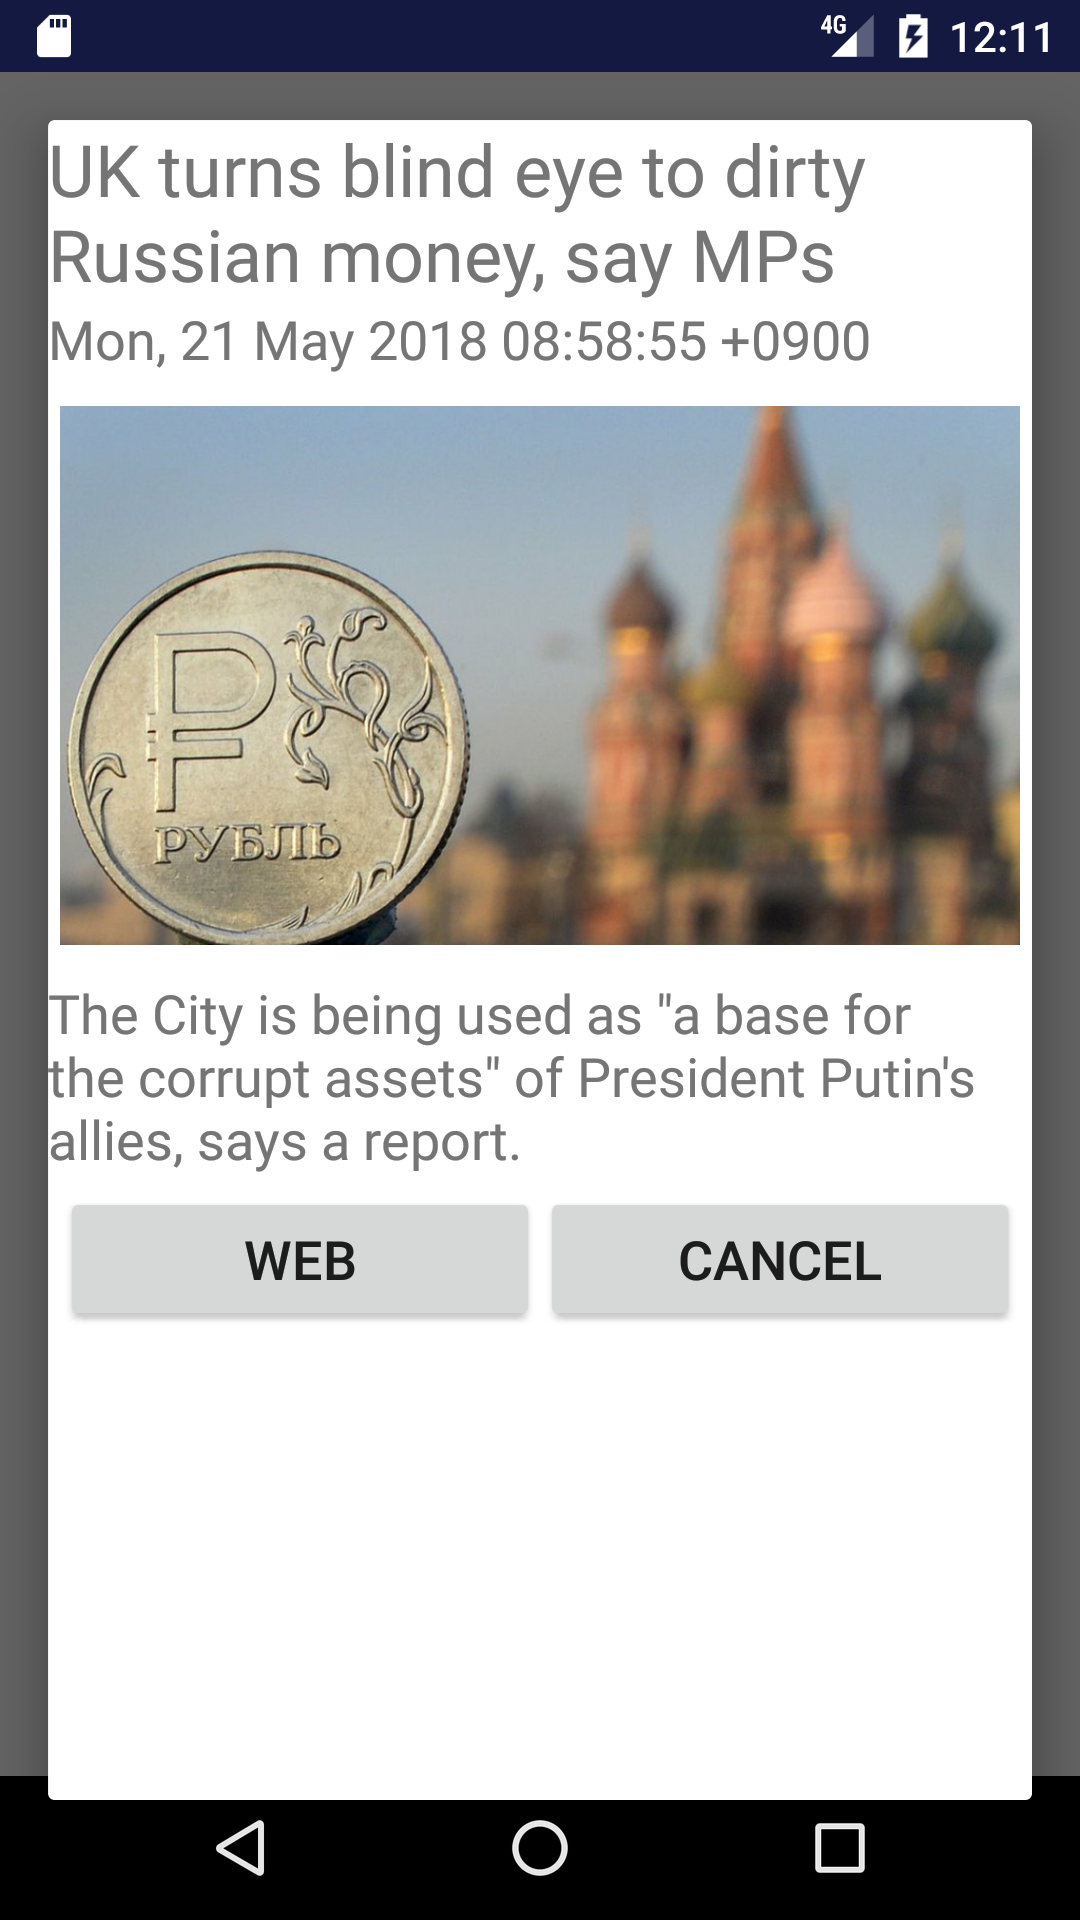 4G 12:11
UK turns blind eye to dirty
Russian money, say MPs
Mon, 21 May 2018 08:58:55 +0900
РУБЛЬ
The City is being used as "a base for
the corrupt assets" of President Putin's
allies, says a report.
WEB CANCEL